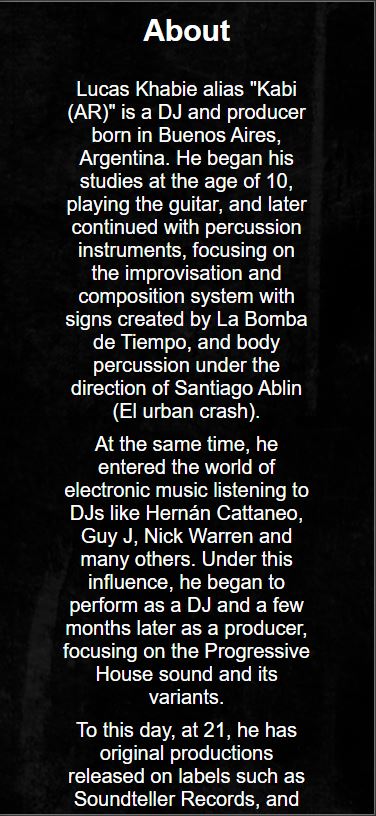 About
Lucas Khabie alias "Kabi
(AR)" is a DJ and producer
born in Buenos Aires,
Argentina. He began his
studies at the age of 10,
playing the guitar, and later
continued with percussion
instruments, focusing on
the improvisation and
composition system with
signs created by La Bomba
de Tiempo, and body
percussion under the
direction of Santiago Ablin
(El urban crash).
At the same time, he
entered the world of
electronic music listening to
DJs like Hernán Cattaneo,
Guy J, Nick Warren and
many others. Under this
influence, he began to
perform as a DJ and a few
months later as a producer,
focusing on the Progressive
House sound and its
variants.
To this day, at 21, he has
original productions
released on labels such as
Soundteller Records, and